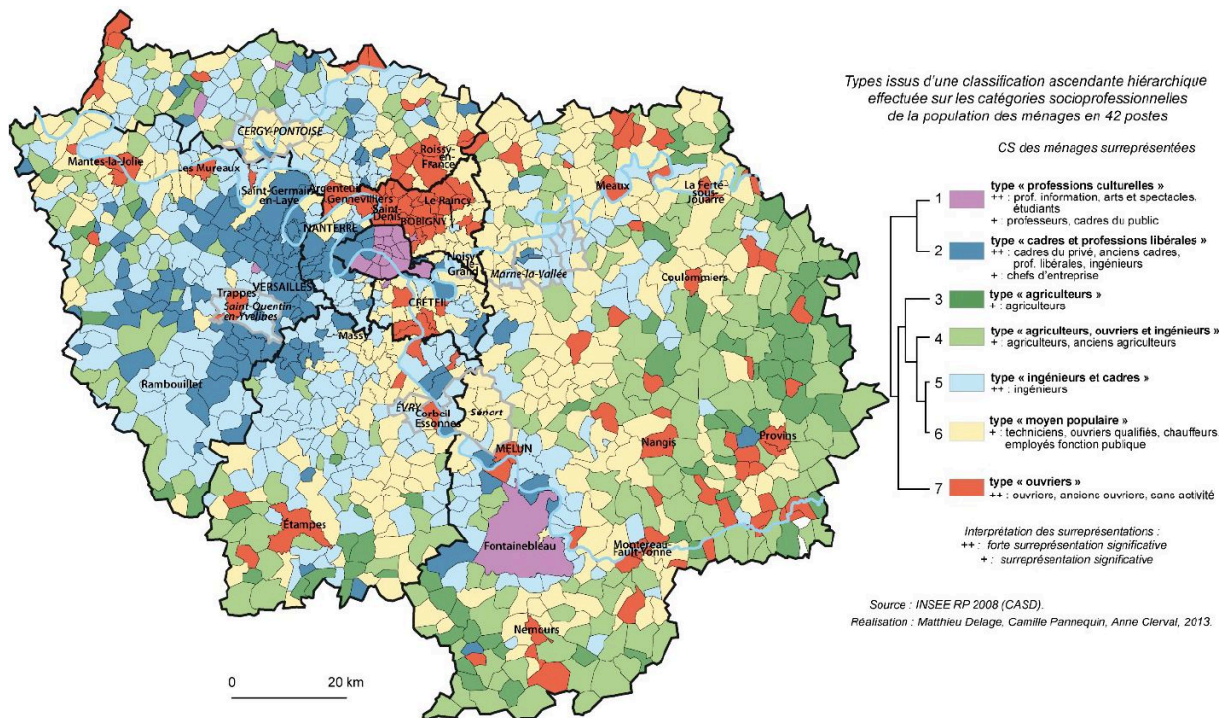 Types issus d'une classification ascendante hiérarchique
effectuée sur les catégories socioprofessionnelles
de la population des ménages en 42 postes
CS des ménages surreprésentées
1 type « professions culturelles »
++ : prof. information, arts et spectacles,
étudiants
+ : professeurs, cadres du public
2 type « cadres et professions libérales »
++ : cadres du privé, anciens cadres,
prof. libérales, ingénieurs
+ : chefs d'entreprise
3 type « agriculteurs »
+ : agriculteurs
4 type « agriculteurs, ouvriers et ingénieurs »
+ : agriculteurs, anciens agriculteurs
5 type « ingénieurs et cadres »
++ : ingénieurs
6 type « moyen populaire »
+ : techniciens, ouvriers qualifiés, chauffeurs,
employés fonction publique
7 type « ouvriers »
++ : ouvriers, anciens ouvriers, sans activité
Interprétation des surreprésentations :
++ : forte surreprésentation significative
+ : surreprésentation significative
Source : INSEE RP 2008 (CASD).
Réalisation : Matthieu Delage, Camille Pannequin, Anne Clerval, 2013.
CERGY-PONTOISE
Mantes-la-Jolie
Les Mureaux
Roissy-
en-
France
Saint-Germain-
en-Laye
Argenteuil
Gennevilliers
Saint-
Denis
Le Raincy
BOBIGNY
NANTERRE
Meaux
La Ferté-
sous-
Jouarre
Noisy-
le-
Grand
Marne-la-Vallée
Coulommiers
VERSAILLES
CRÉTEIL
Trappes
Saint-Quentin-
en-Yvelines
Massy
Rambouillet
ÉVRY
Corbeil
Essonnes
Sénart
MELUN
Nangis
Provins
Étampes
Fontainebleau
Montereau-
Fault-Yonne
Nemours
0 20 km